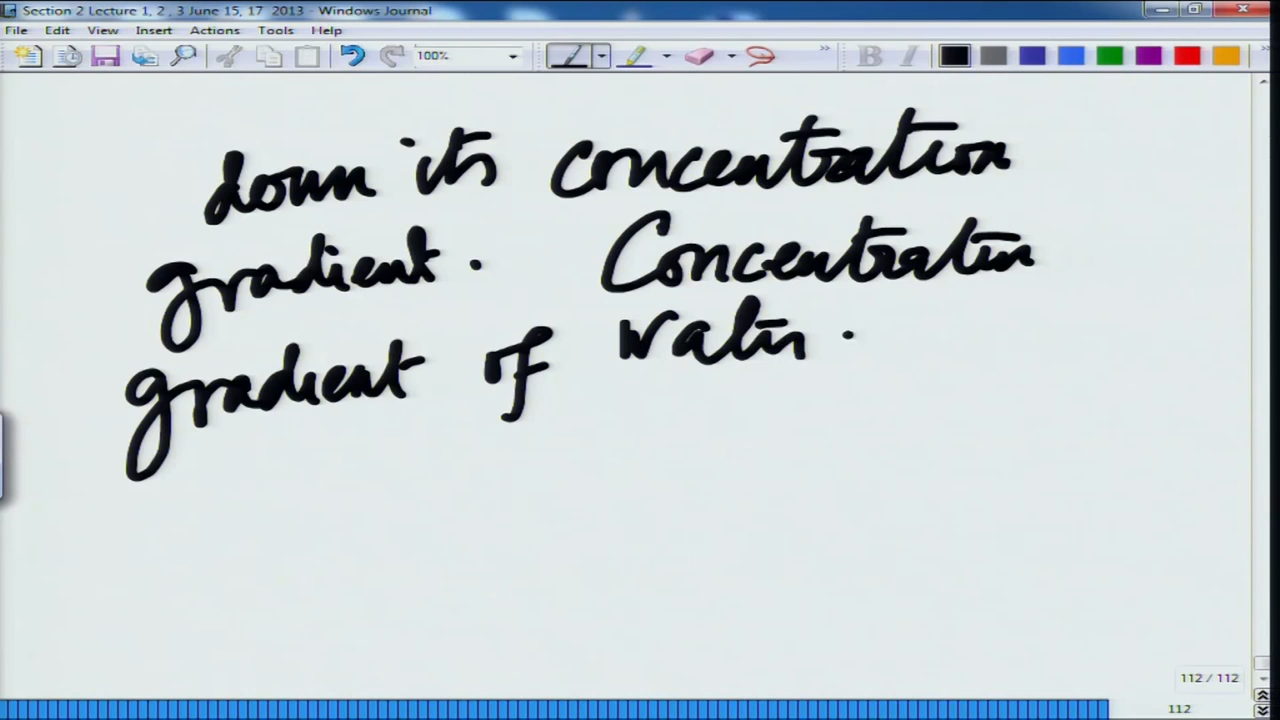 Section 2 Lecture 1, 2 , 3 June 15, 17 2013 - Windows Journal
File Edit View Insert Actions Tools Help
100% B I
down its concentration
gradient. Concentration
gradient of water.
112 / 112
112